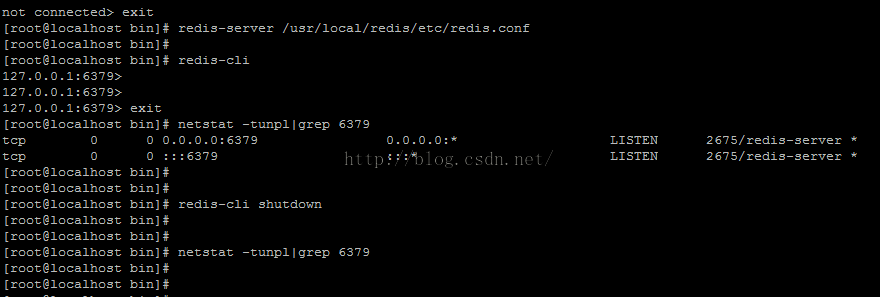 not connected> exit
[root@localhost bin]# redis-server /usr/local/redis/etc/redis.conf
[root@localhost bin]#
[root@localhost bin]# redis-cli
127.0.0.1:6379>
127.0.0.1:6379>
127.0.0.1:6379> exit
[root@localhost bin]# netstat -tunpl|grep 6379
tcp 0 0 0.0.0.0:6379 0.0.0.0:* LISTEN 2675/redis-server *
tcp 0 0 :::6379 :::* LISTEN 2675/redis-server *
http://blog.csdn.net/
[root@localhost bin]#
[root@localhost bin]#
[root@localhost bin]# redis-cli shutdown
[root@localhost bin]#
[root@localhost bin]#
[root@localhost bin]# netstat -tunpl|grep 6379
[root@localhost bin]#
[root@localhost bin]#